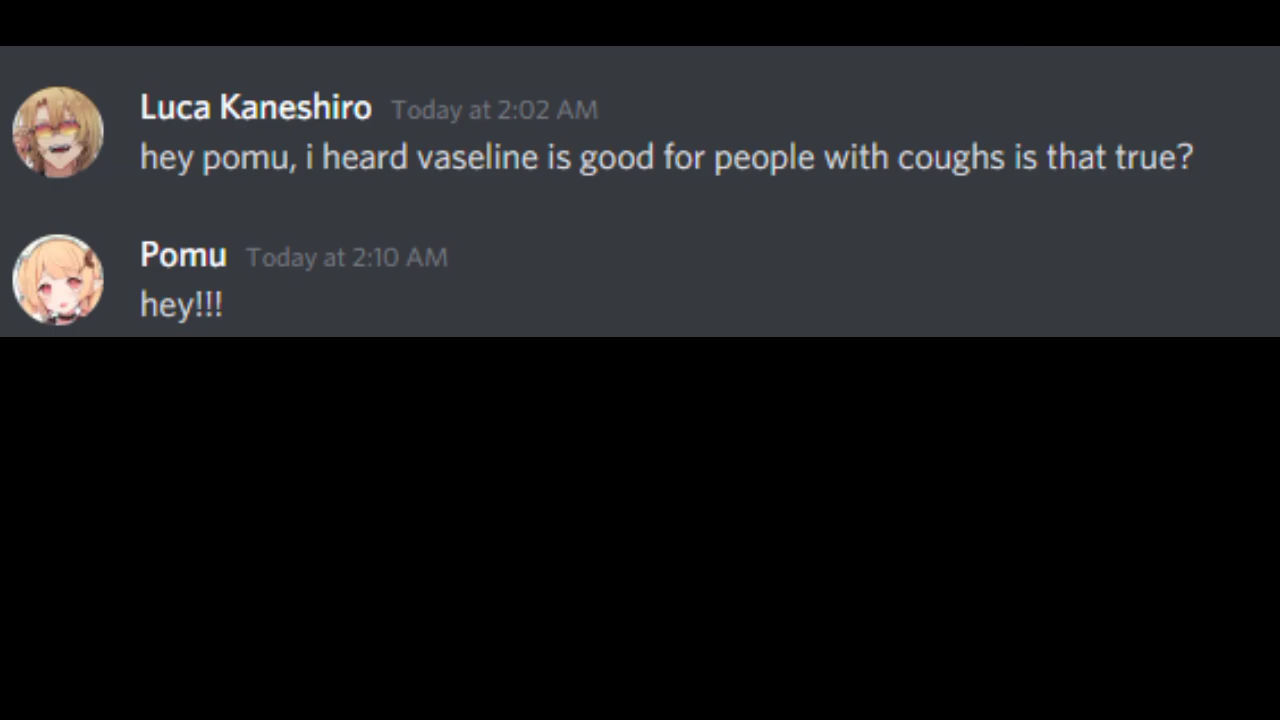 Luca Kaneshiro Today at 2:02 AM
hey pomu, i heard vaseline is good for people with coughs is that true?
Pomu Today at 2:10 AM
hey!!!